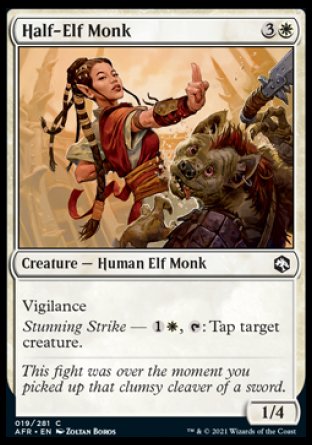 Half-Elf Monk 3
Creature — Human Elf Monk
Vigilance
Stunning Strike — 1, : Tap target
creature.
This fight was over the moment you
picked up that clumsy cleaver of a sword.
1/4
019/281 C
AFR • EN Zoltan Boros
™ & © 2021 Wizards of the Coast